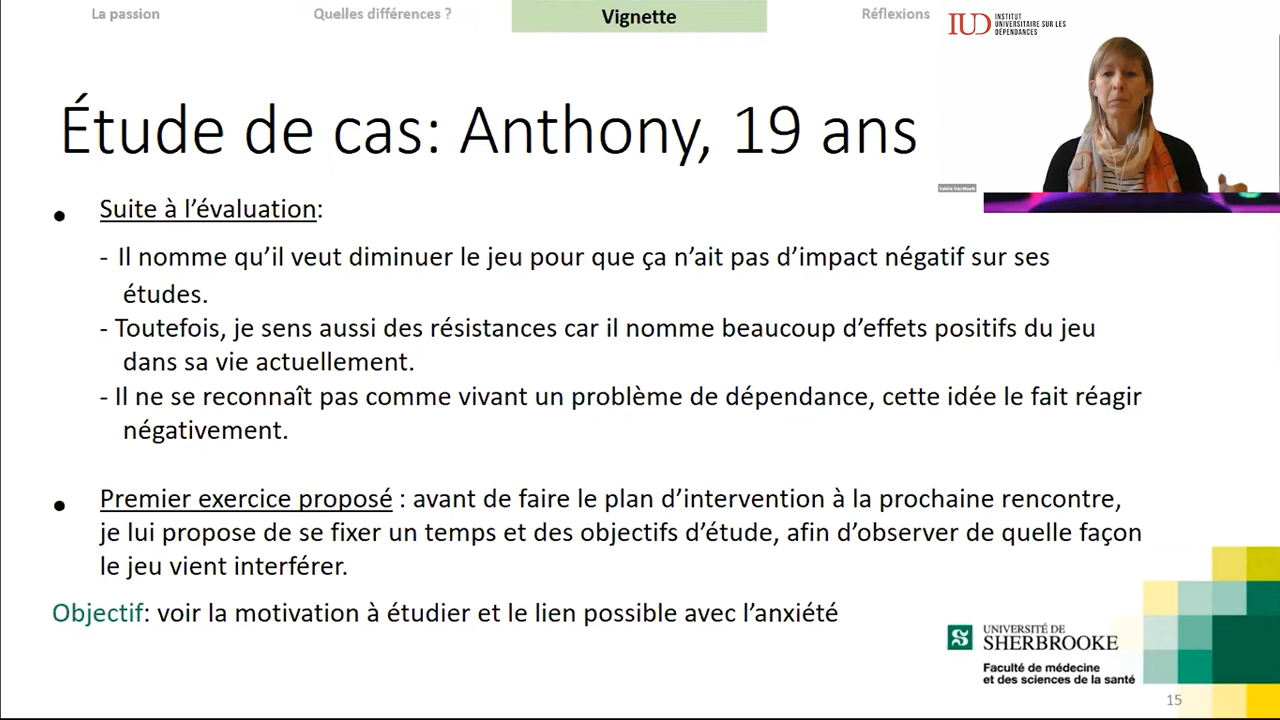 La passion
Quelles différences ?
Vignette
Réflexions
IUD INSTITUT
UNIVERSITAIRE SUR LES
DÉPENDANCES
Étude de cas: Anthony, 19 ans
• Suite à l’évaluation:
- Il nomme qu’il veut diminuer le jeu pour que ça n’ait pas d’impact négatif sur ses
études.
- Toutefois, je sens aussi des résistances car il nomme beaucoup d’effets positifs du jeu
dans sa vie actuellement.
- Il ne se reconnaît pas comme vivant un problème de dépendance, cette idée le fait réagir
négativement.
• Premier exercice proposé : avant de faire le plan d’intervention à la prochaine rencontre,
je lui propose de se fixer un temps et des objectifs d’étude, afin d’observer de quelle façon
le jeu vient interférer.
Objectif: voir la motivation à étudier et le lien possible avec l’anxiété
UNIVERSITÉ DE
SHERBROOKE
Faculté de médecine
et des sciences de la santé
15